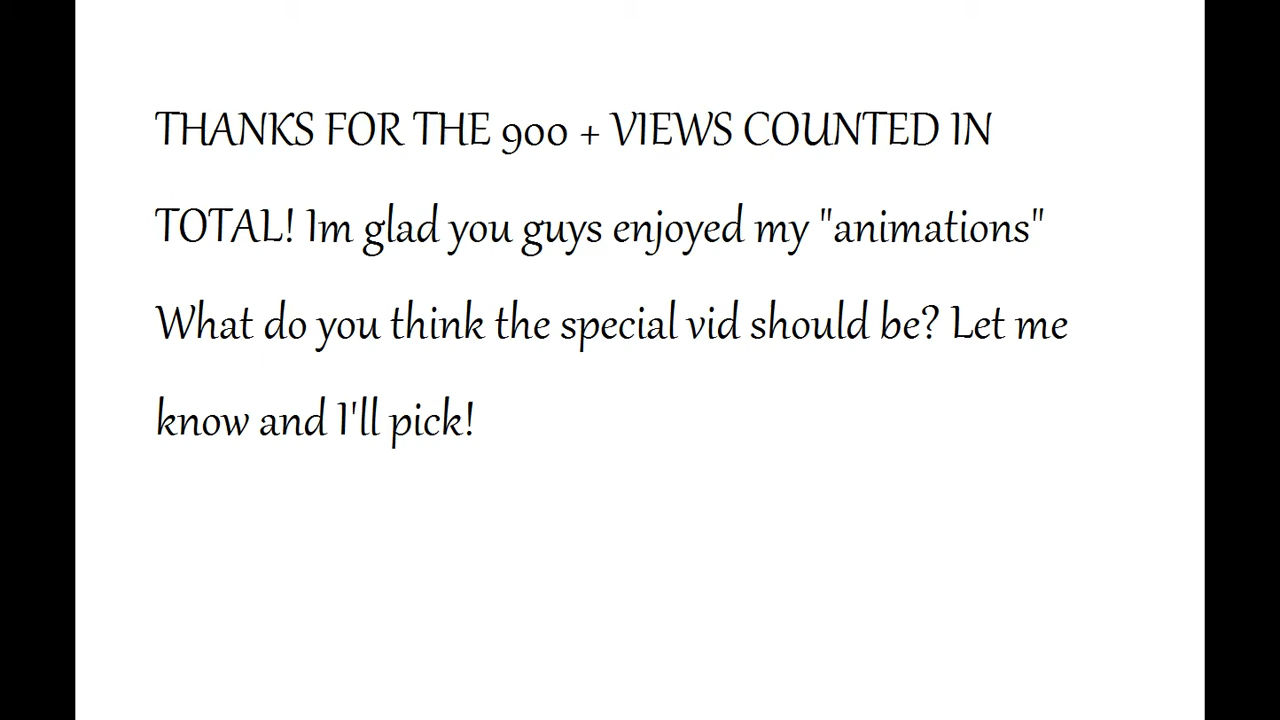 THANKS FOR THE 900 + VIEWS COUNTED IN
TOTAL! Im glad you guys enjoyed my "animations"
What do you think the special vid should be? Let me
know and I'll pick!